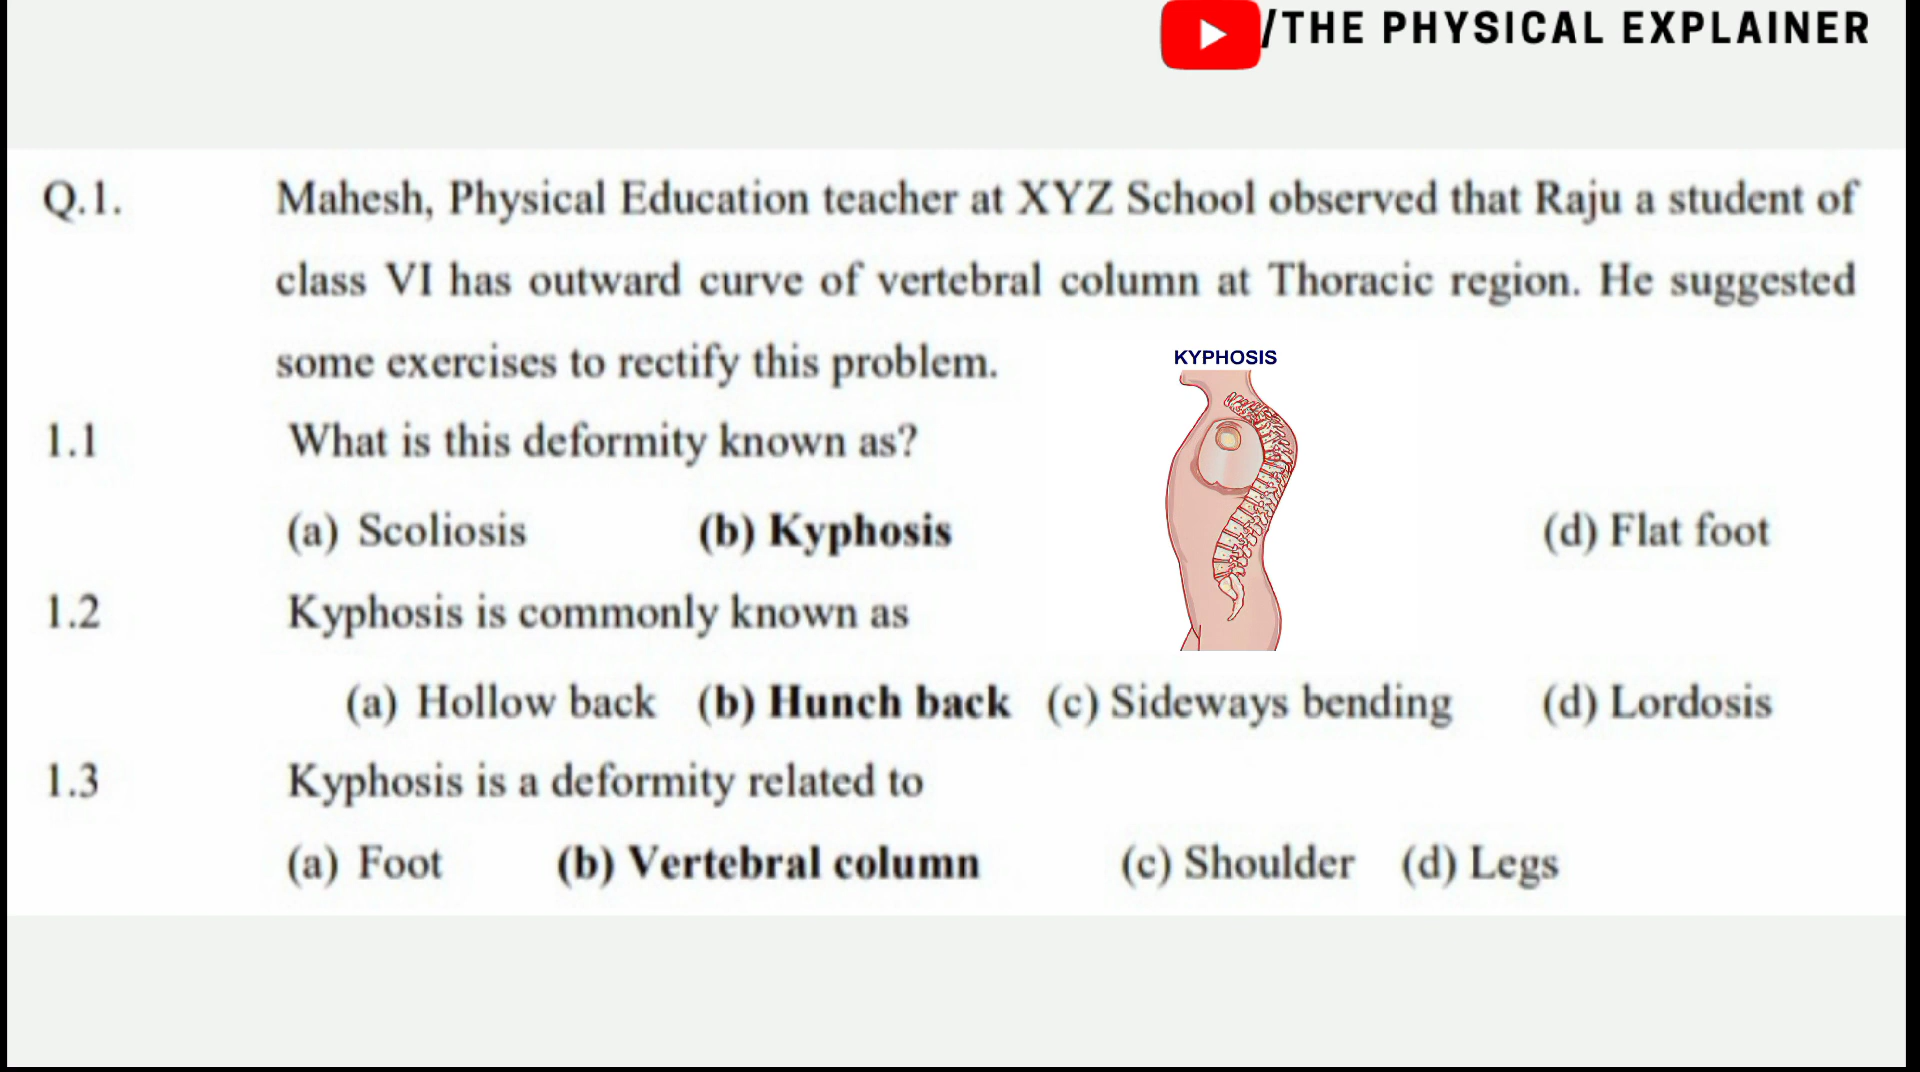 /THE PHYSICAL EXPLAINER
Q.1. Mahesh, Physical Education teacher at XYZ School observed that Raju a student of
class VI has outward curve of vertebral column at Thoracic region. He suggested
some exercises to rectify this problem.
KYPHOSIS
1.1 What is this deformity known as?
(a) Scoliosis (b) Kyphosis (d) Flat foot
1.2 Kyphosis is commonly known as
(a) Hollow back (b) Hunch back (c) Sideways bending (d) Lordosis
1.3 Kyphosis is a deformity related to
(a) Foot (b) Vertebral column (c) Shoulder (d) Legs